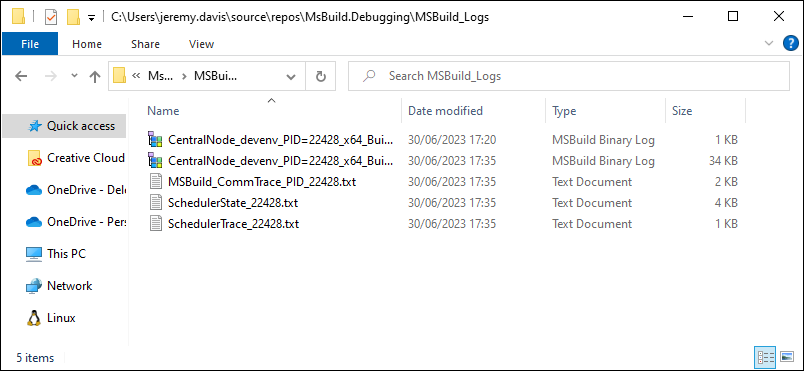 C:\Users\jeremy.davis\source\repos\MsBuild.Debugging\MSBuild_Logs
File Home Share View
« Ms... MSBui... Search MSBuild_Logs
Name Date modified Type Size
Quick access
Creative Cloud
OneDrive - Del
OneDrive - Pers
This PC
Network
Linux
CentralNode_devenv_PID=22428_x64_Bui... 30/06/2023 17:20 MSBuild Binary Log 1 KB
CentralNode_devenv_PID=22428_x64_Bui... 30/06/2023 17:35 MSBuild Binary Log 34 KB
MSBuild_CommTrace_PID_22428.txt 30/06/2023 17:35 Text Document 2 KB
SchedulerState_22428.txt 30/06/2023 17:35 Text Document 4 KB
SchedulerTrace_22428.txt 30/06/2023 17:35 Text Document 1 KB
5 items